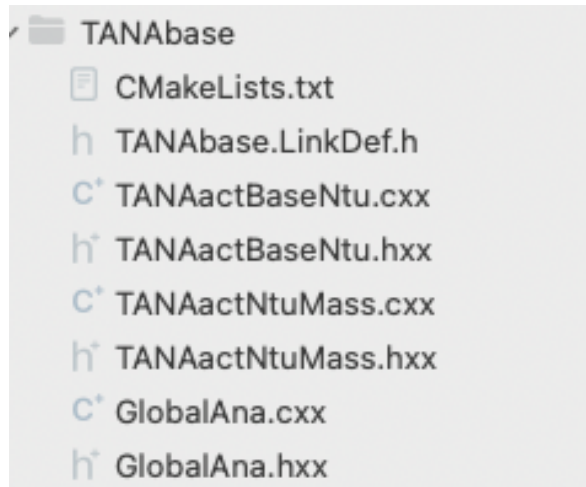 TANAbase
CMakeLists.txt
h TANAbase.LinkDef.h
C+ TANAactBaseNtu.cxx
h+ TANAactBaseNtu.hxx
C+ TANAactNtuMass.cxx
h+ TANAactNtuMass.hxx
C+ GlobalAna.cxx
h+ GlobalAna.hxx